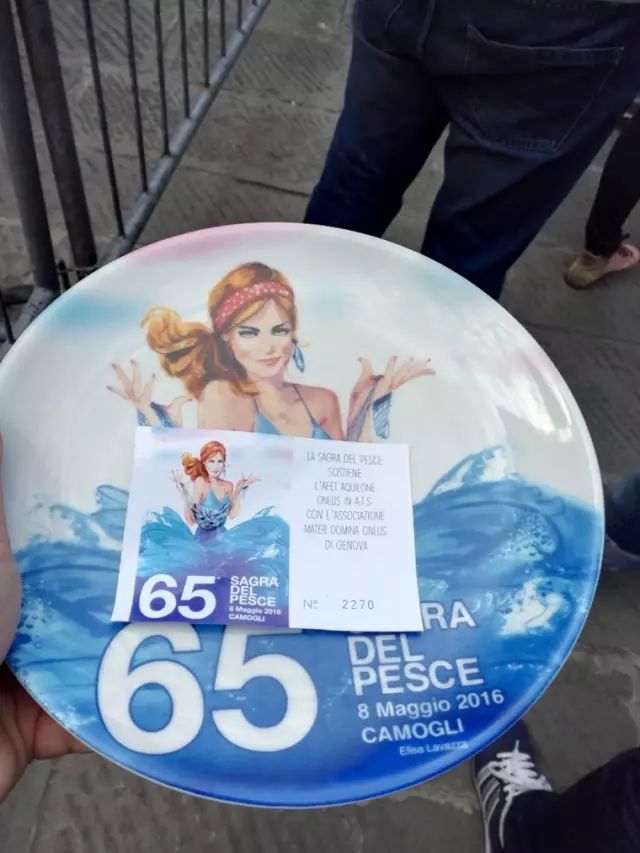 LA SAGRA DEL PESCE
SOSTIENE
L'AFET AQUILONE
ONLUS IN A.T.S.
CON L'ASSOCIAZIONE
MATER DOMINA ONLUS
DI GENOVA
N° 2270
65° SAGRA
DEL
PESCE
8 Maggio 2016
CAMOGLI
65
RA
DEL
PESCE
8 Maggio 2016
CAMOGLI
Elisa Lavazza